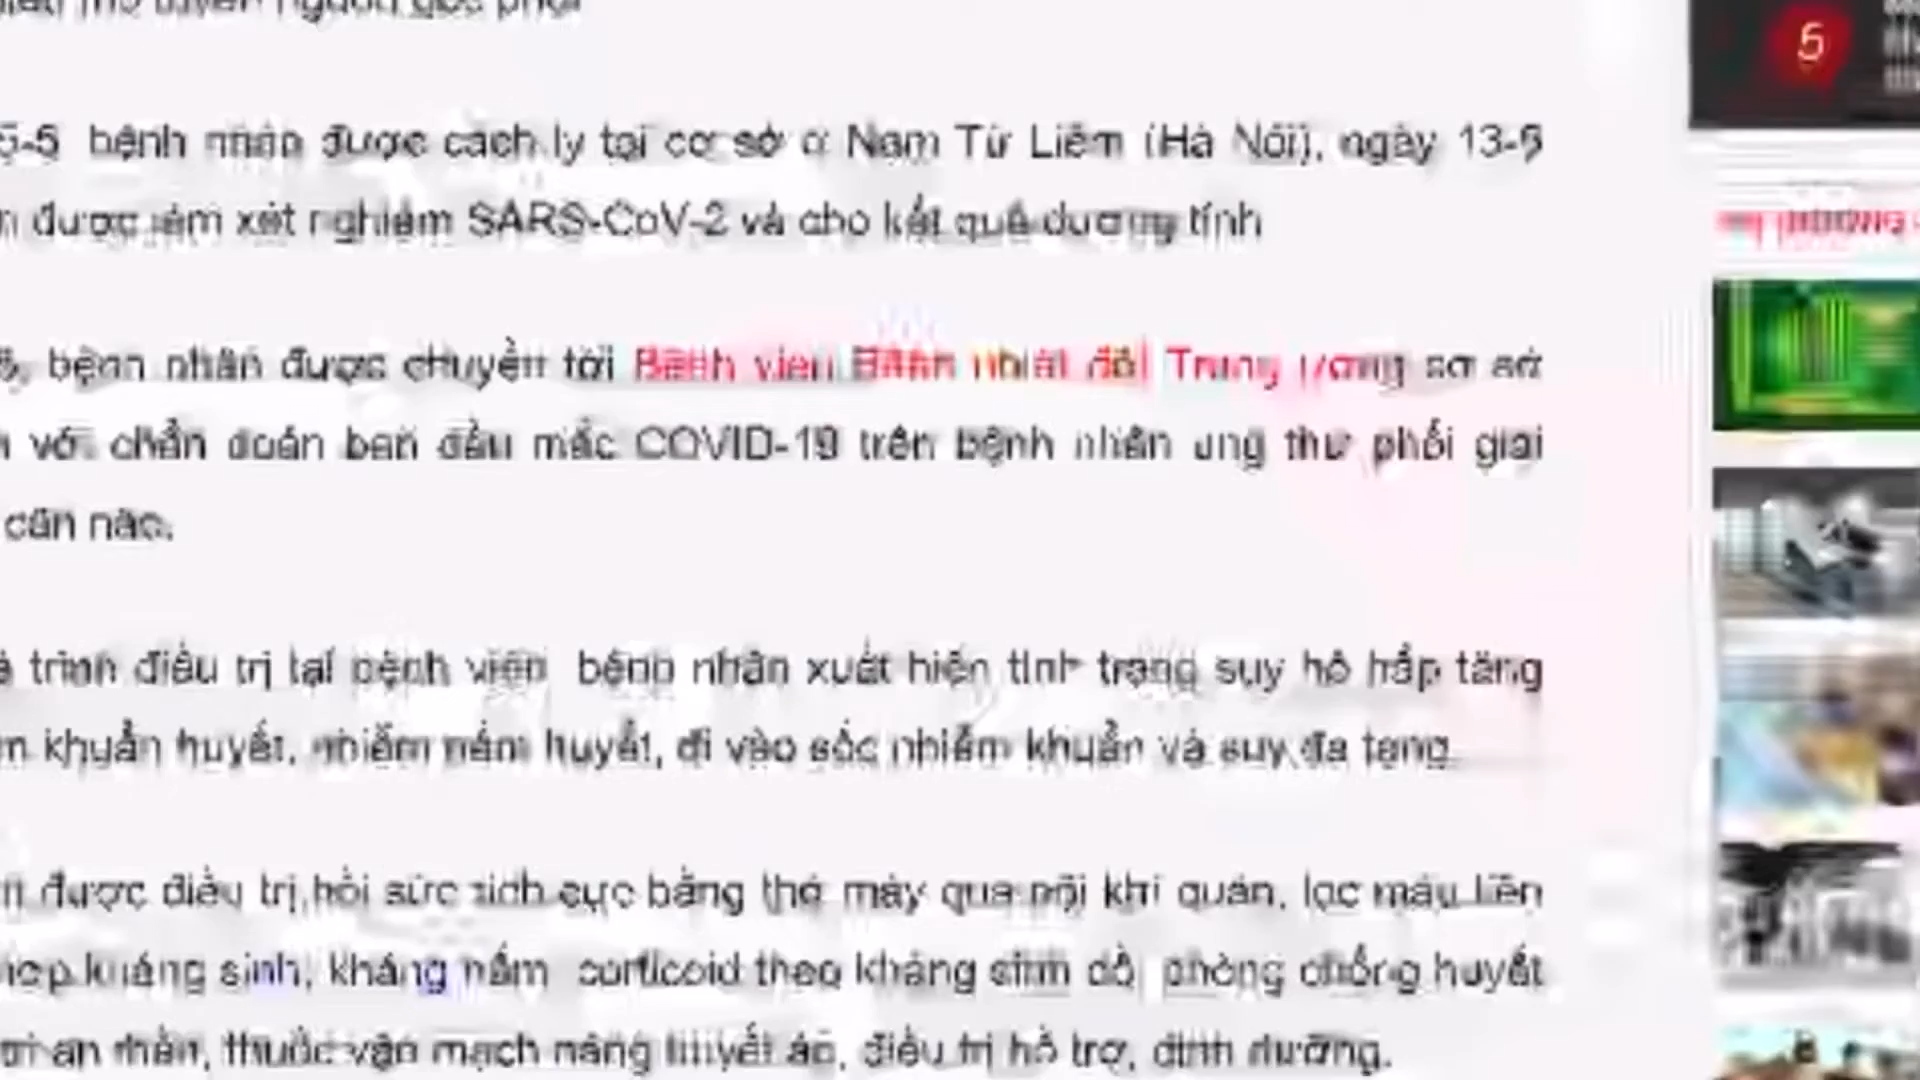 5-5 bệnh nhân được cách ly tại cơ sở ở Nam Từ Liêm (Hà Nội), ngày 13-5
được làm xét nghiệm SARS-CoV-2 và cho kết quả dương tính
bệnh nhân được chuyển tới Bệnh viện Bệnh nhiệt đới Trung ương cơ sở
với chẩn đoán ban đầu mắc COVID-19 trên bệnh nhân ung thư phổi giai
căn não.
trình điều trị tại bệnh viện bệnh nhân xuất hiện tình trạng suy hô hấp tăng
khuẩn huyết, nhiễm nấm huyết, đi vào sốc nhiễm khuẩn và suy đa tạng
được điều trị hồi sức tích cực bằng thở máy qua nội khí quản, lọc máu liên
kháng sinh, kháng nấm corticoid theo kháng sinh đồ phòng chống huyết
an thần, thuốc vận mạch nâng huyết áp, điều trị hỗ trợ, dinh dưỡng.
5